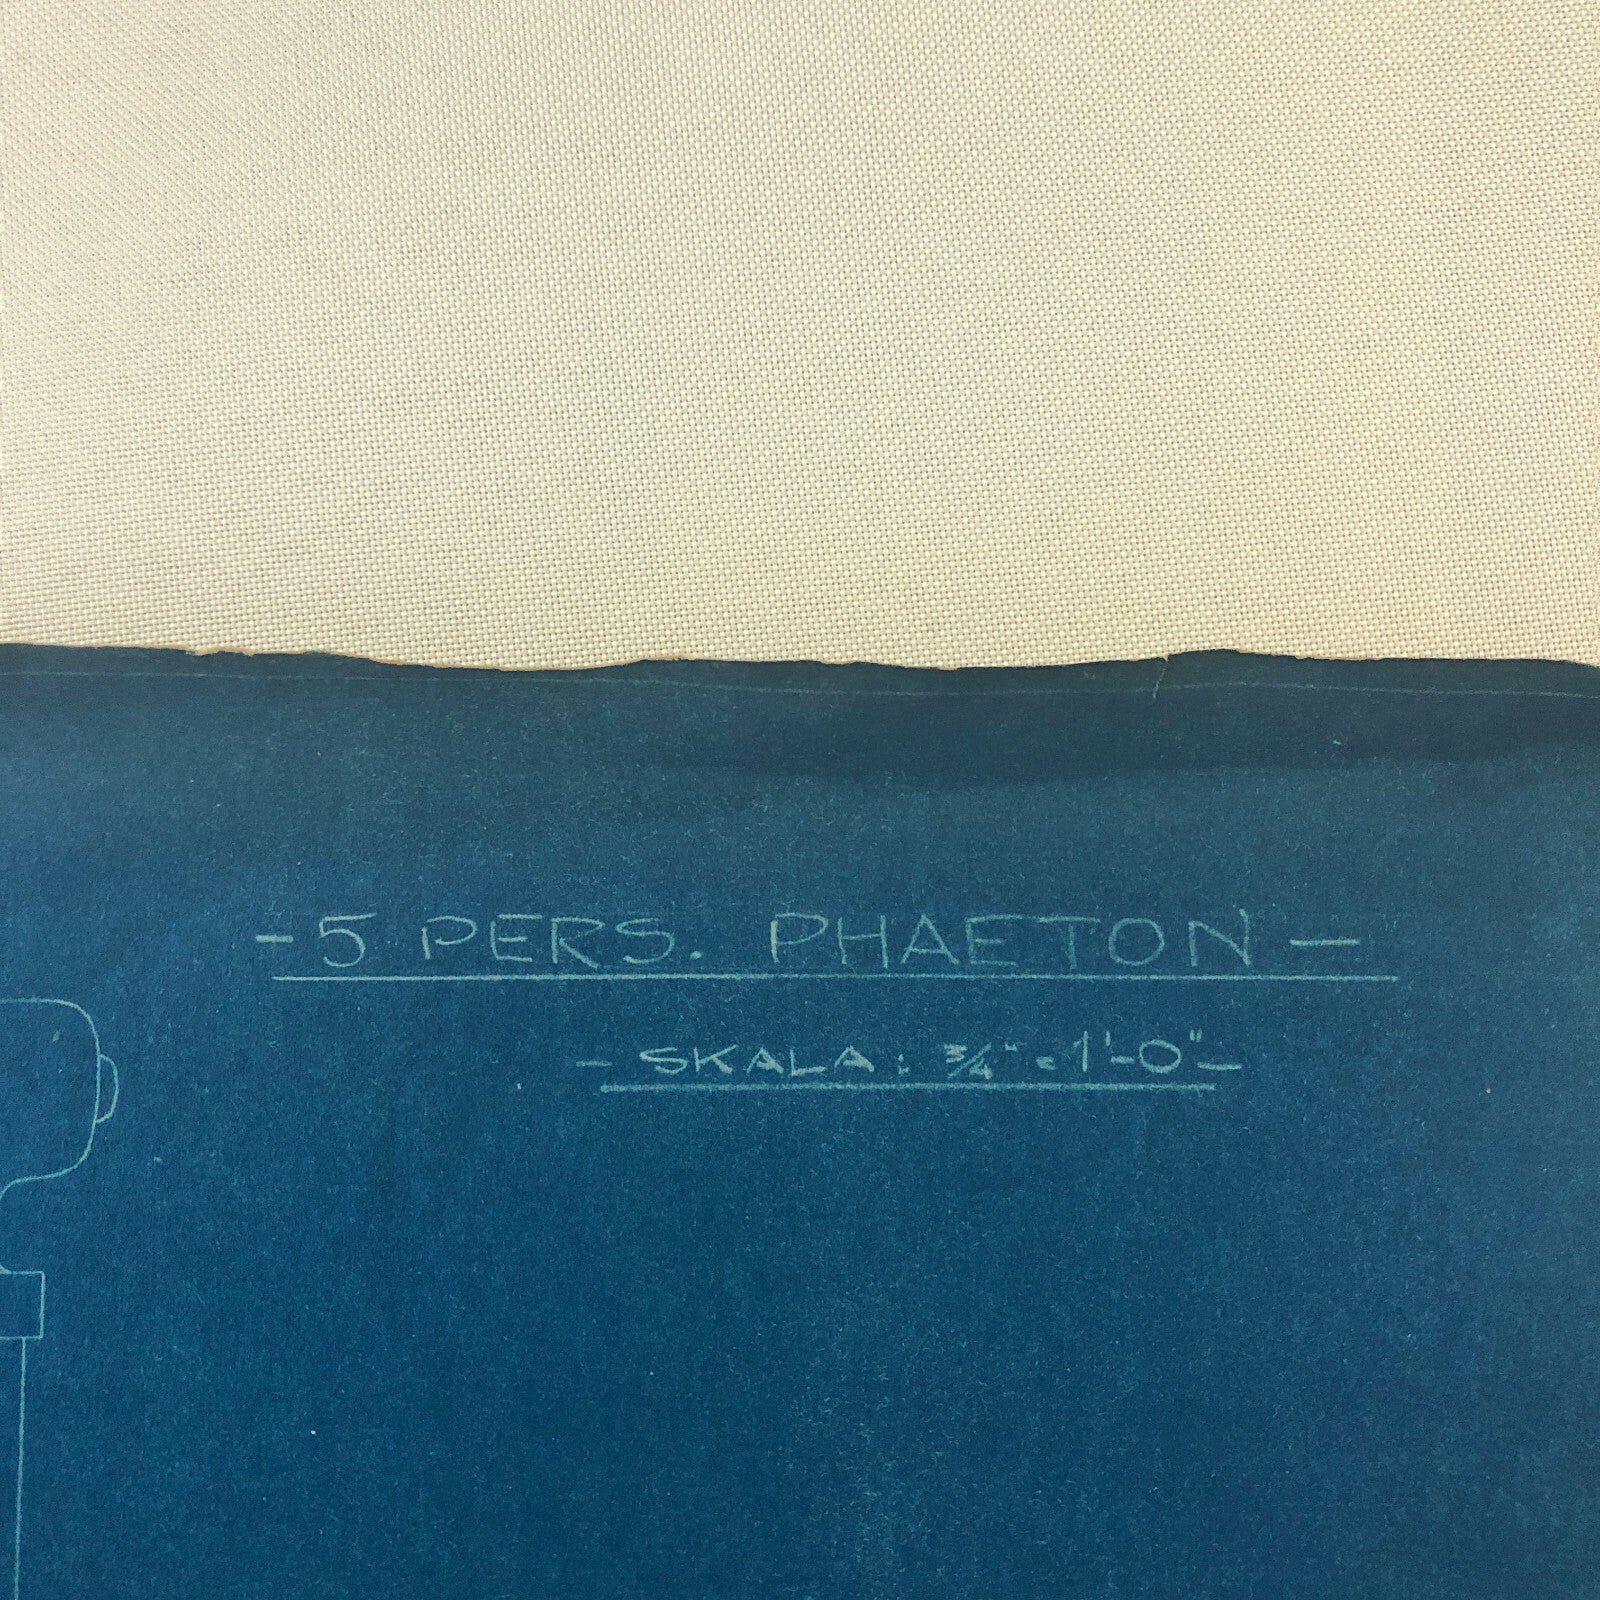 -5 PERS. PHAETON-
- SKALA: ¾" = 1'-0" -